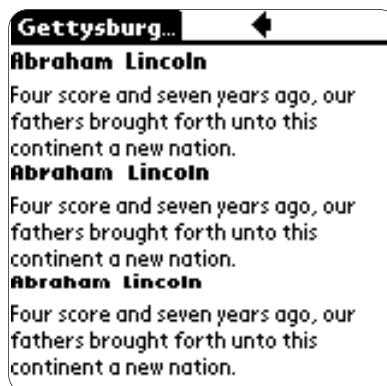 Gettysburg...
Abraham Lincoln
Four score and seven years ago, our
fathers brought forth unto this
continent a new nation.
Abraham Lincoln
Four score and seven years ago, our
fathers brought forth unto this
continent a new nation.
Abraham Lincoln
Four score and seven years ago, our
fathers brought forth unto this
continent a new nation.